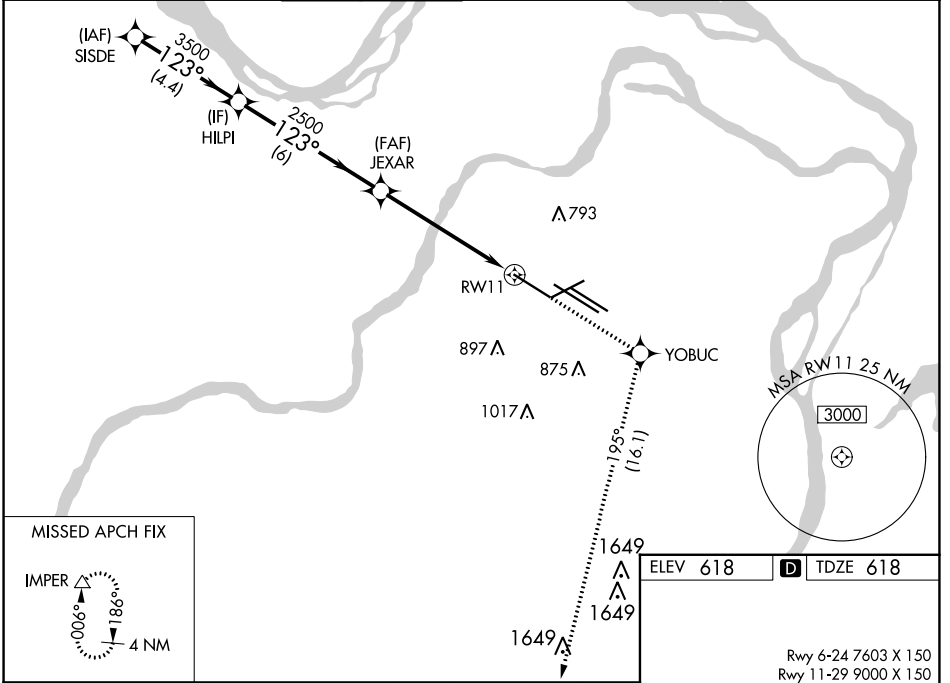 (IAF)
SISDE
3500
123°
(4.4)
(IF)
HILPI
2500
123°
(6)
(FAF)
JEXAR
793
RW11
897
875
YOBUC
1017
MSA RW11 25 NM
3000
195°
(16.1)
MISSED APCH FIX
IMPER
006°
186°
4 NM
1649
1649
1649
ELEV 618 D TDZE 618
Rwy 6-24 7603 X 150
Rwy 11-29 9000 X 150